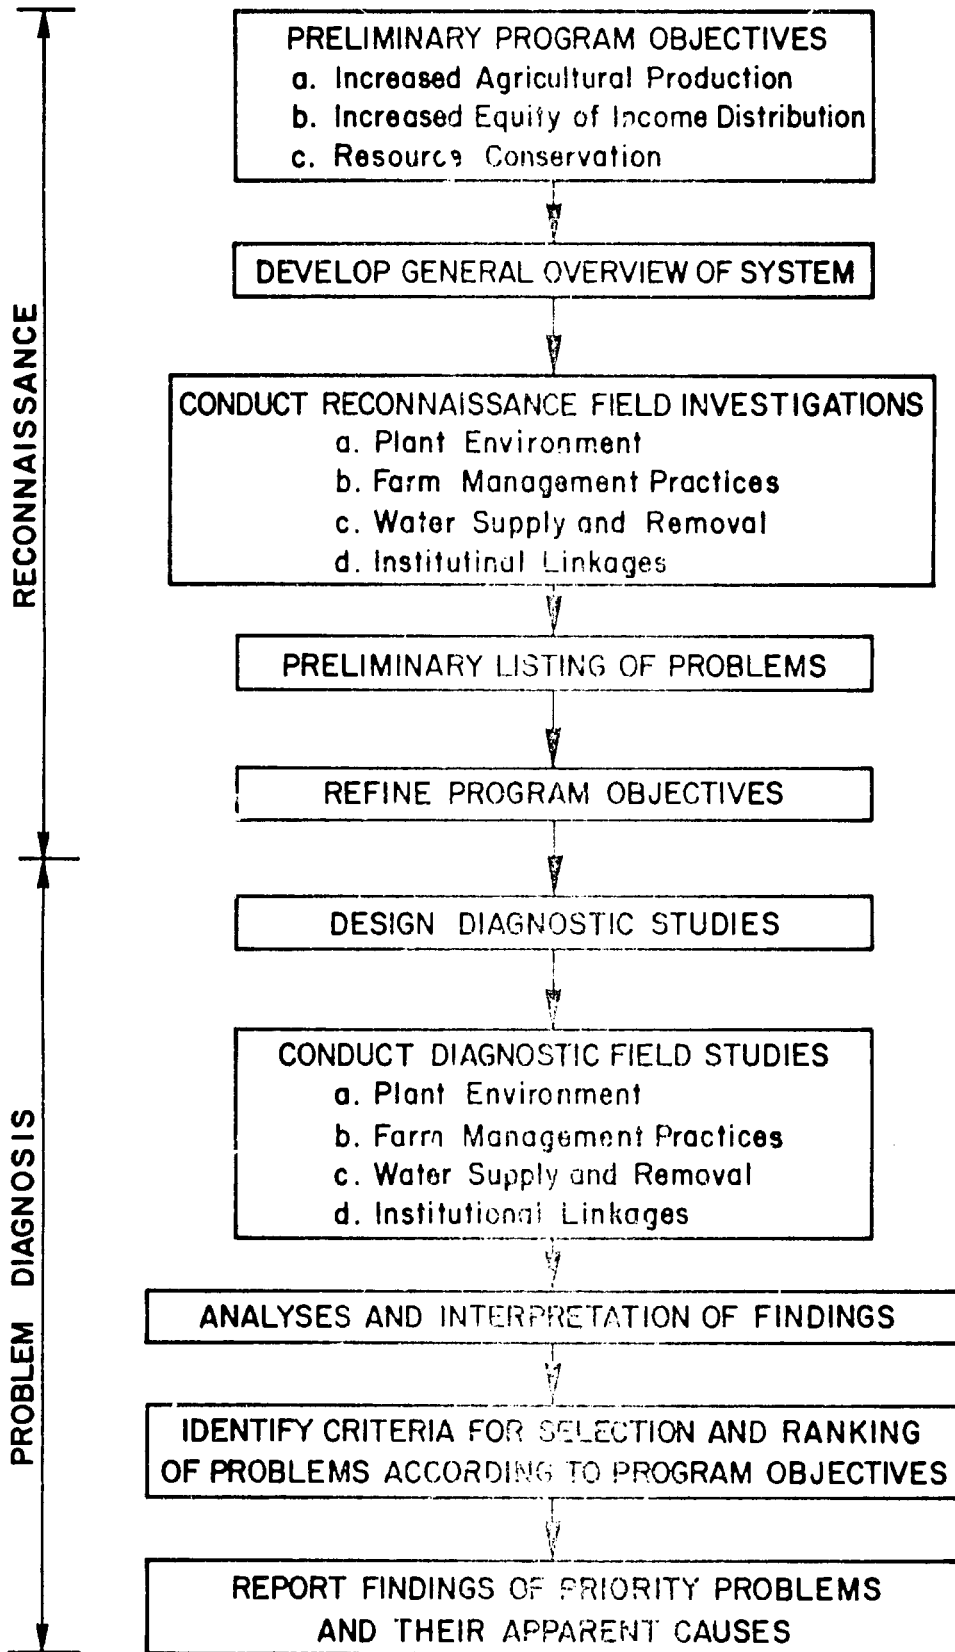 PRELIMINARY PROGRAM OBJECTIVES
a. Increased Agricultural Production
b. Increased Equity of Income Distribution
c. Resource Conservation
DEVELOP GENERAL OVERVIEW OF SYSTEM
CONDUCT RECONNAISSANCE FIELD INVESTIGATIONS
a. Plant Environment
b. Farm Management Practices
c. Water Supply and Removal
d. Institutinal Linkages
PRELIMINARY LISTING OF PROBLEMS
REFINE PROGRAM OBJECTIVES
RECONNAISSANCE
DESIGN DIAGNOSTIC STUDIES
CONDUCT DIAGNOSTIC FIELD STUDIES
a. Plant Environment
b. Farm Management Practices
c. Water Supply and Removal
d. Institutional Linkages
ANALYSES AND INTERPRETATION OF FINDINGS
IDENTIFY CRITERIA FOR SELECTION AND RANKING
OF PROBLEMS ACCORDING TO PROGRAM OBJECTIVES
REPORT FINDINGS OF PRIORITY PROBLEMS
AND THEIR APPARENT CAUSES
PROBLEM DIAGNOSIS